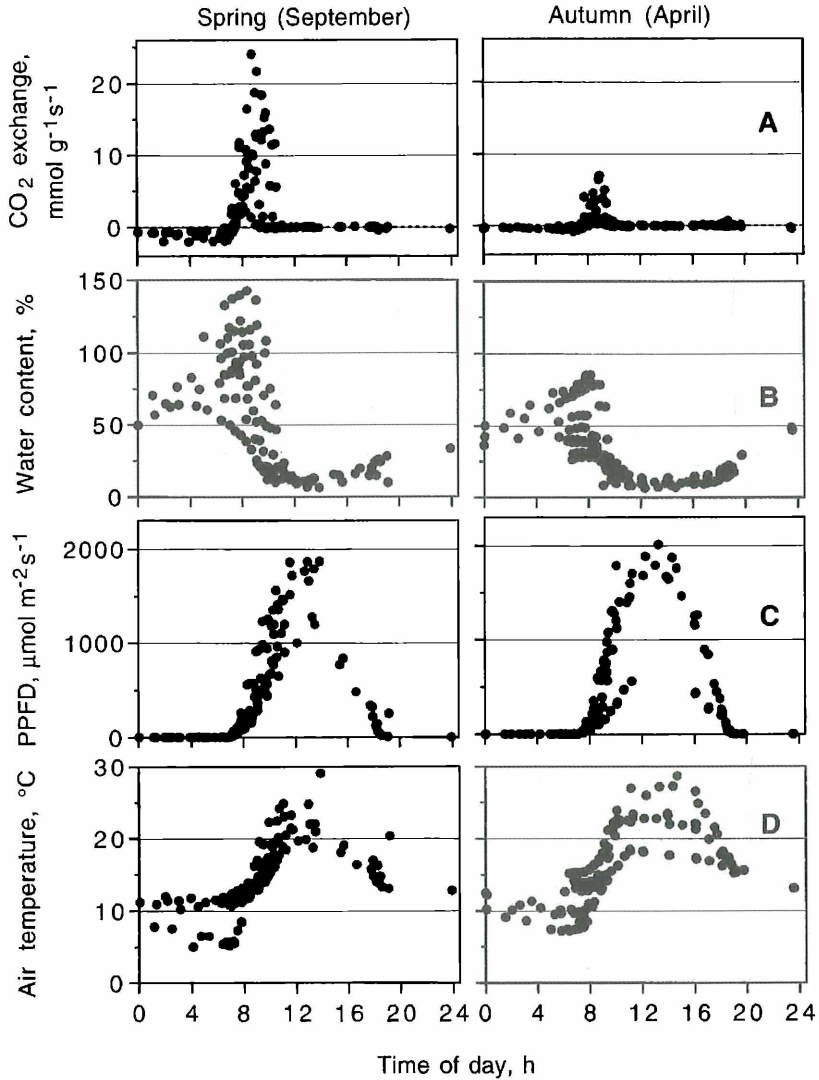 Spring (September)
Autumn (April)
CO₂ exchange,
mmol g⁻¹s⁻¹
20
10
0
A
Water content, %
150
100
50
0
B
PPFD, μmol m⁻²s⁻¹
2000
1000
0
C
Air temperature, °C
30
20
10
0
D
0 4 8 12 16 20 24 0 4 8 12 16 20 24
Time of day, h